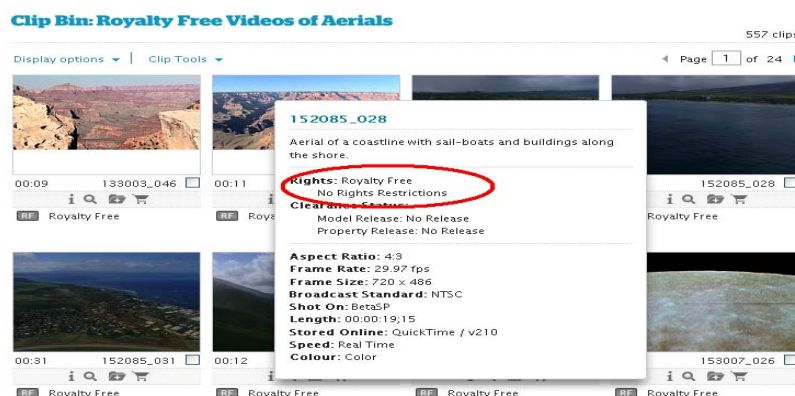 Clip Bin: Royalty Free Videos of Aerials
557 clips
Display options Clip Tools
Page 1 of 24
152085_028
Aerial of a coastline with sail-boats and buildings along
the shore.
Rights: Royalty Free
No Rights Restrictions
Clearance Status:
Model Release: No Release
Property Release: No Release
Aspect Ratio: 4:3
Frame Rate: 29.97 fps
Frame Size: 720 x 486
Broadcast Standard: NTSC
Shot On: BetaSP
Length: 00:00:19;15
Stored Online: QuickTime / v210
Speed: Real Time
Colour: Color
00:09 133003_046 00:11 152085_028
RF Royalty Free RF Roya Royalty Free
00:31 152085_031 00:12 153007_026
RF Royalty Free RF Royalty Free RF Royalty Free RF Royalty Free